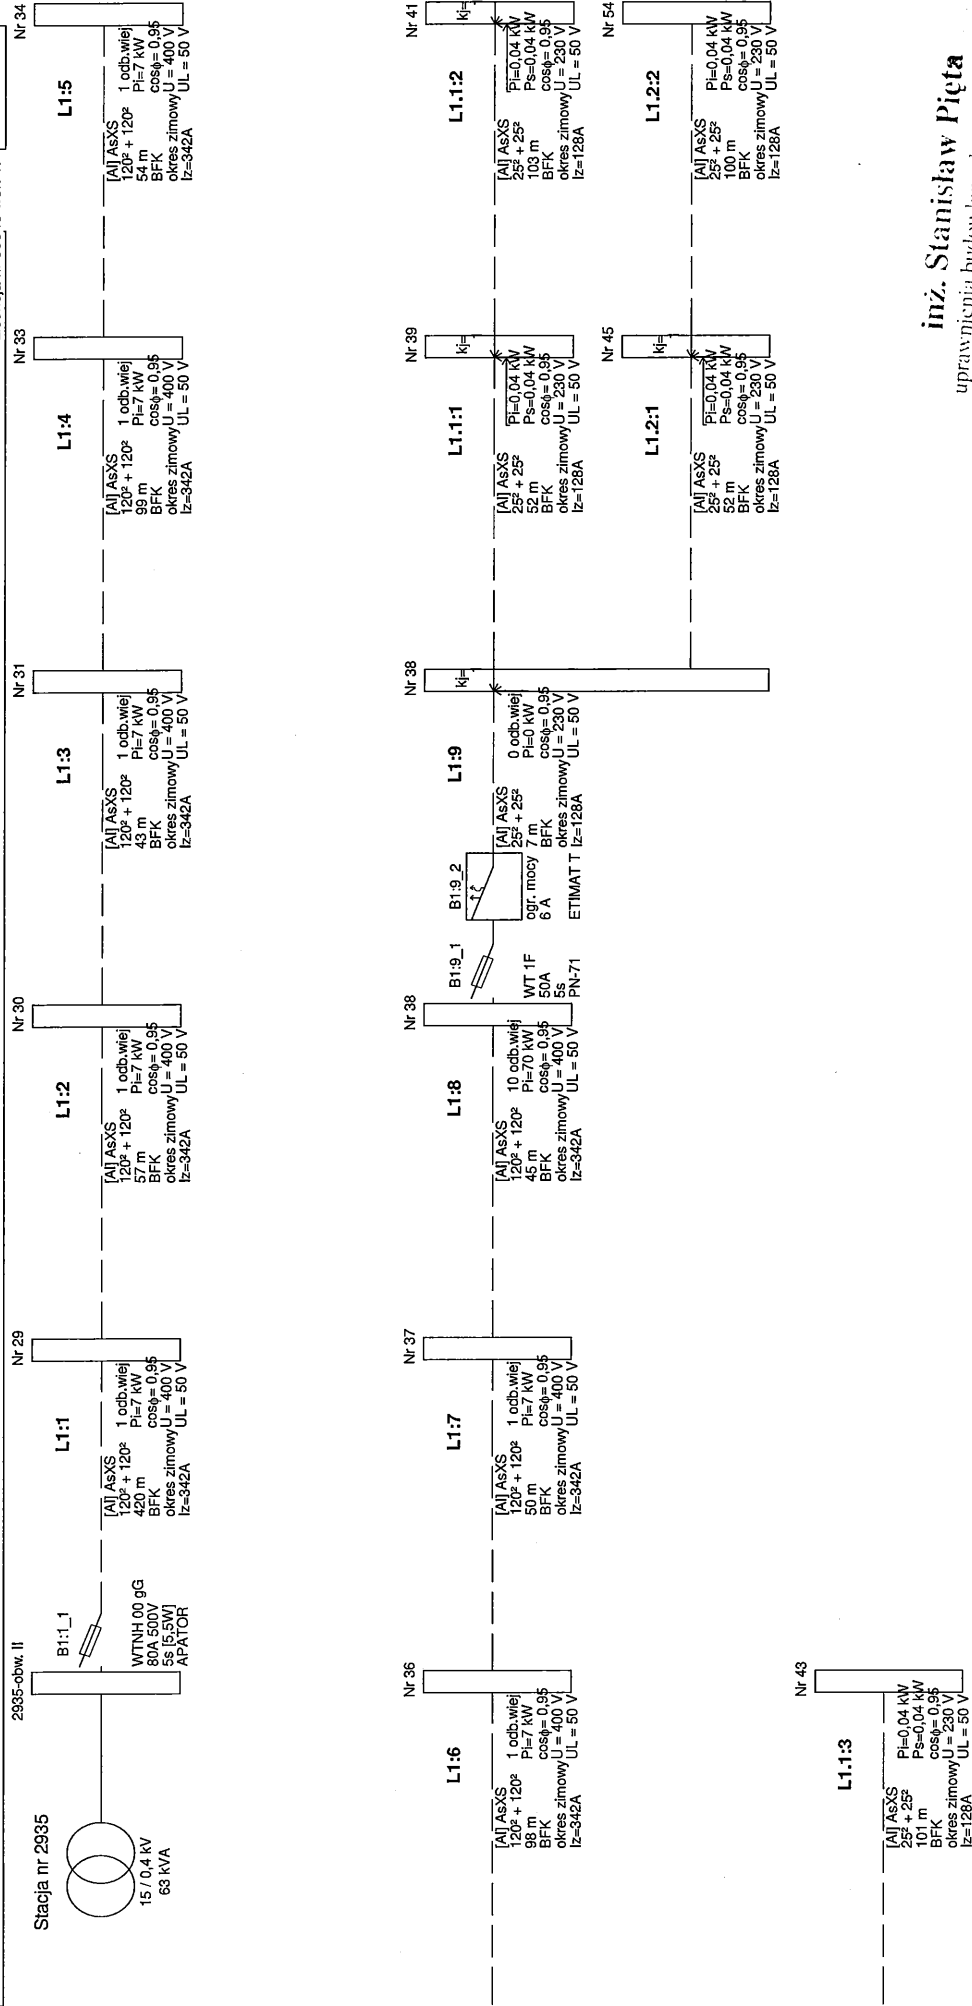 Stacja nr 2935
15 / 0,4 kV
63 kVA
2935-obw. II
B1:1_1
WTNH 00 gG
80A 500V
5s [5,5W]
APATOR
L1:1
[Al] AsXS
120² + 120²
420 m
BFK
okres zimowy
Iz=342A
1 odb.wiej
Pi=7 kW
cosϕ= 0,95
U = 400 V
UL = 50 V
Nr 29
L1:2
[Al] AsXS
120² + 120²
57 m
BFK
okres zimowy
Iz=342A
1 odb.wiej
Pi=7 kW
cosϕ= 0,95
U = 400 V
UL = 50 V
Nr 30
L1:3
[Al] AsXS
120² + 120²
43 m
BFK
okres zimowy
Iz=342A
1 odb.wiej
Pi=7 kW
cosϕ= 0,95
U = 400 V
UL = 50 V
Nr 31
L1:4
[Al] AsXS
120² + 120²
99 m
BFK
okres zimowy
Iz=342A
1 odb.wiej
Pi=7 kW
cosϕ= 0,95
U = 400 V
UL = 50 V
Nr 33
L1:5
[Al] AsXS
120² + 120²
54 m
BFK
okres zimowy
Iz=342A
1 odb.wiej
Pi=7 kW
cosϕ= 0,95
U = 400 V
UL = 50 V
Nr 34
L1:6
[Al] AsXS
120² + 120²
98 m
BFK
okres zimowy
Iz=342A
1 odb.wiej
Pi=7 kW
cosϕ= 0,95
U = 400 V
UL = 50 V
Nr 36
L1:7
[Al] AsXS
120² + 120²
50 m
BFK
okres zimowy
Iz=342A
1 odb.wiej
Pi=7 kW
cosϕ= 0,95
U = 400 V
UL = 50 V
Nr 37
L1:8
[Al] AsXS
120² + 120²
45 m
BFK
okres zimowy
Iz=342A
10 odb.wiej
Pi=70 kW
cosϕ= 0,95
U = 400 V
UL = 50 V
Nr 38
B1:9_1
WT 1F
50A
5s
PN-71
B1:9_2
ogr. mocy
6 A
ETIMAT T
L1:9
[Al] AsXS
25² + 25²
7 m
BFK
okres zimowy
Iz=128A
0 odb.wiej
Pi=0 kW
cosϕ= 0,95
U = 230 V
UL = 50 V
Nr 38
kj=
L1.1:1
[Al] AsXS
25² + 25²
52 m
BFK
okres zimowy
Iz=128A
Pi=0,04 kW
Ps=0,04 kW
cosϕ= 0,95
U = 230 V
UL = 50 V
Nr 39
kj=
L1.1:2
[Al] AsXS
25² + 25²
103 m
BFK
okres zimowy
Iz=128A
Pi=0,04 kW
Ps=0,04 kW
cosϕ= 0,95
U = 230 V
UL = 50 V
Nr 41
kj=
L1.2:1
[Al] AsXS
25² + 25²
52 m
BFK
okres zimowy
Iz=128A
Pi=0,04 kW
Ps=0,04 kW
cosϕ= 0,95
U = 230 V
UL = 50 V
Nr 45
kj=
L1.2:2
[Al] AsXS
25² + 25²
100 m
BFK
okres zimowy
Iz=128A
Pi=0,04 kW
Ps=0,04 kW
cosϕ= 0,95
U = 230 V
UL = 50 V
Nr 54
L1.1:3
[Al] AsXS
25² + 25²
101 m
BFK
okres zimowy
Iz=128A
Pi=0,04 kW
Ps=0,04 kW
cosϕ= 0,95
U = 230 V
UL = 50 V
Nr 43
inż. Stanisław Pięta
uprawnienia